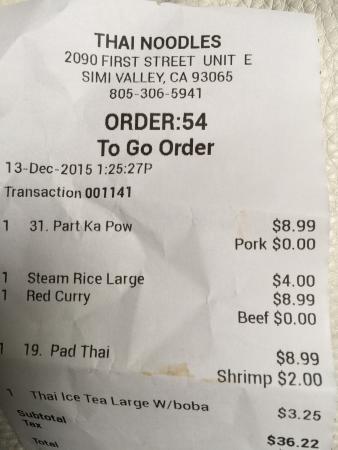 THAI NOODLES
2090 FIRST STREET UNIT E
SIMI VALLEY, CA 93065
805-306-5941
ORDER:54
To Go Order
13-Dec-2015 1:25:27P
Transaction 001141
1 31. Part Ka Pow $8.99
Pork $0.00
1 Steam Rice Large $4.00
1 Red Curry $8.99
Beef $0.00
1 19. Pad Thai $8.99
Shrimp $2.00
1 Thai Ice Tea Large W/boba $3.25
Subtotal $36.22
Tax
Total